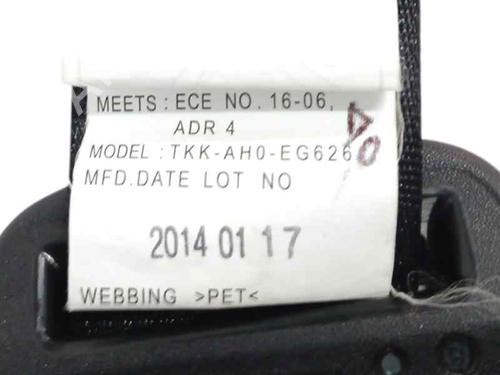 MEETS : ECE NO. 16-06,
ADR 4
MODEL : TKK-AH0-EG626
MFD.DATE LOT NO
2014 01 17
WEBBING >PET<